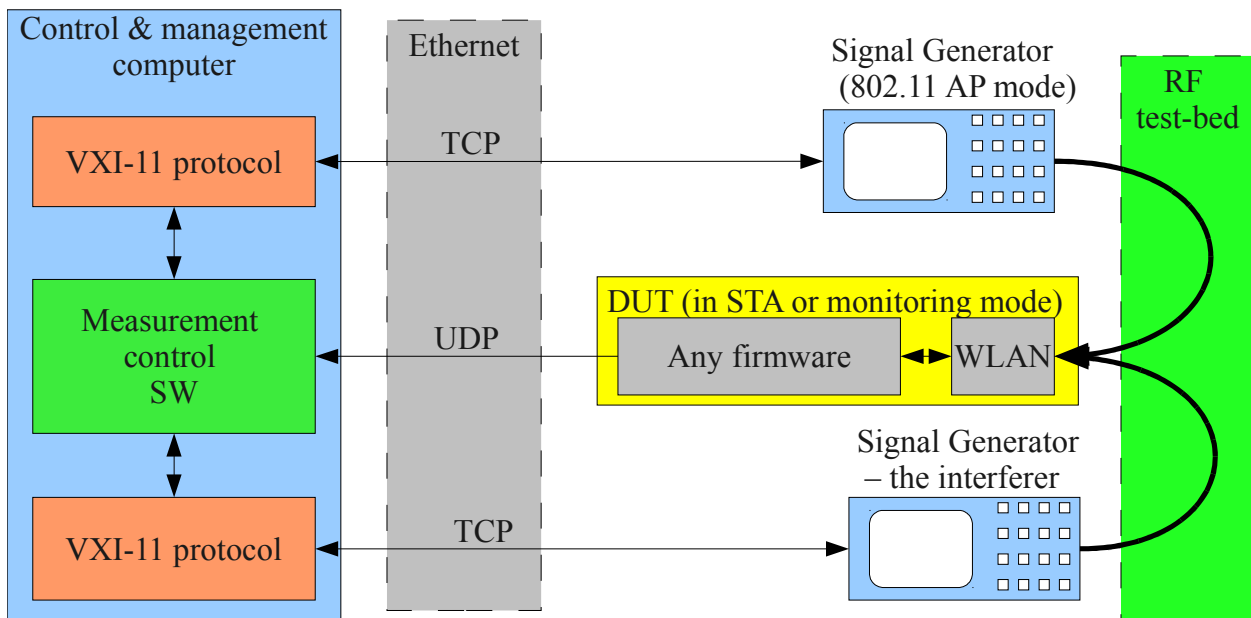 Control & management
computer
VXI-11 protocol
Measurement
control
SW
VXI-11 protocol
Ethernet
TCP
UDP
TCP
Signal Generator
(802.11 AP mode)
DUT (in STA or monitoring mode)
Any firmware
WLAN
Signal Generator
– the interferer
RF
test-bed